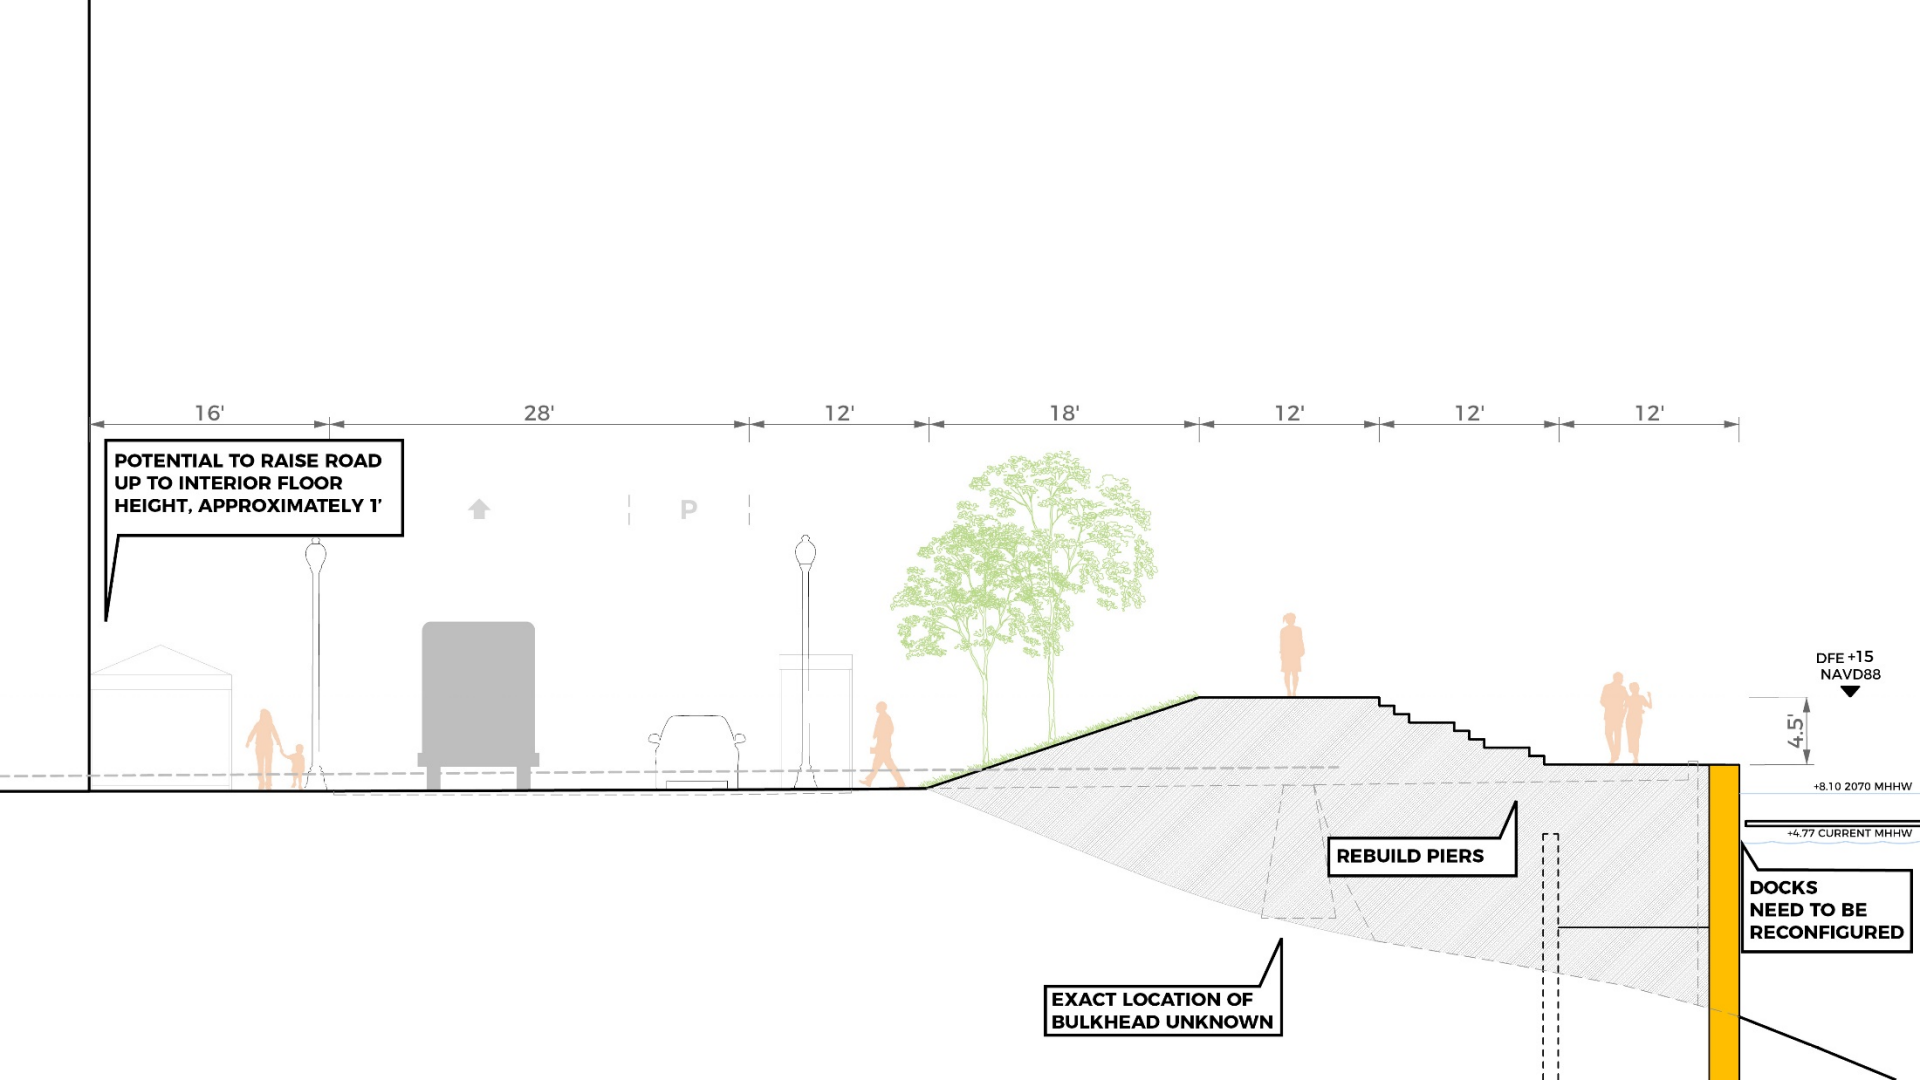 16' 28' 12' 18' 12' 12' 12'
POTENTIAL TO RAISE ROAD
UP TO INTERIOR FLOOR
HEIGHT, APPROXIMATELY 1'
P
DFE +15
NAVD88
4.5'
+8.10 2070 MHHW
+4.77 CURRENT MHHW
REBUILD PIERS
DOCKS
NEED TO BE
RECONFIGURED
EXACT LOCATION OF
BULKHEAD UNKNOWN